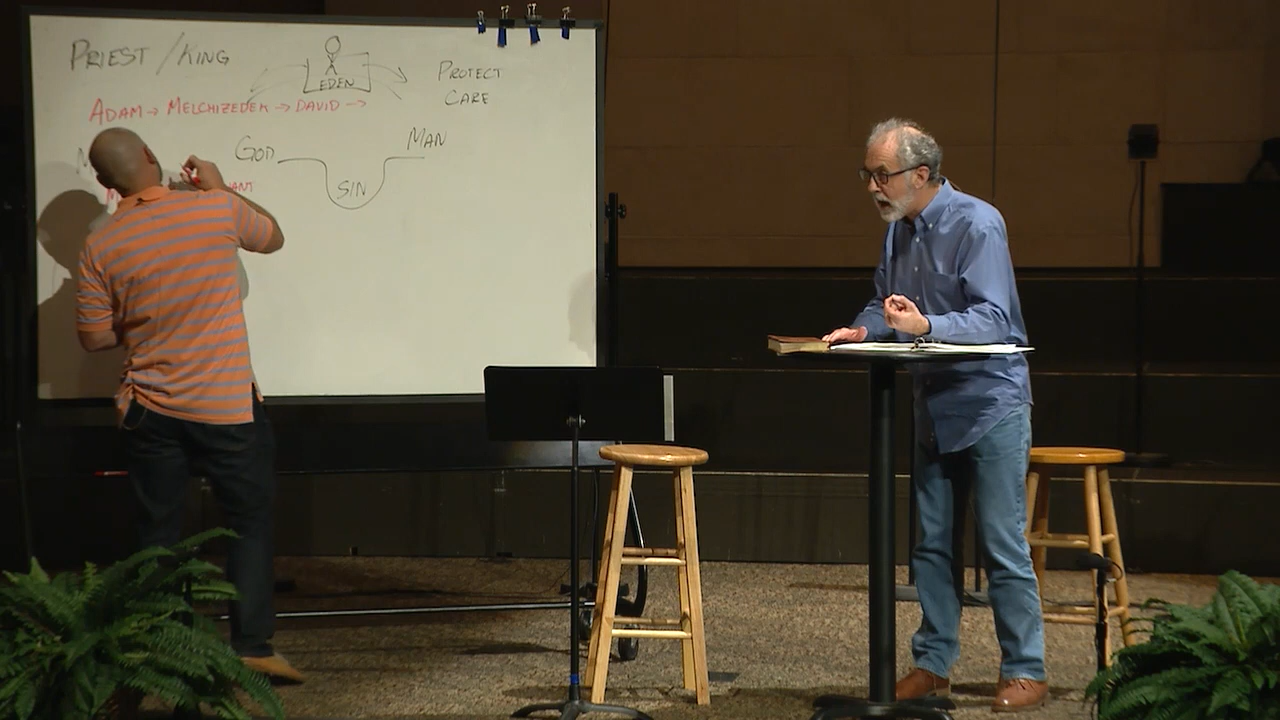 PRIEST / KING
EDEN
PROTECT
CARE
ADAM → MELCHIZEDEK → DAVID →
GOD
MAN
SIN